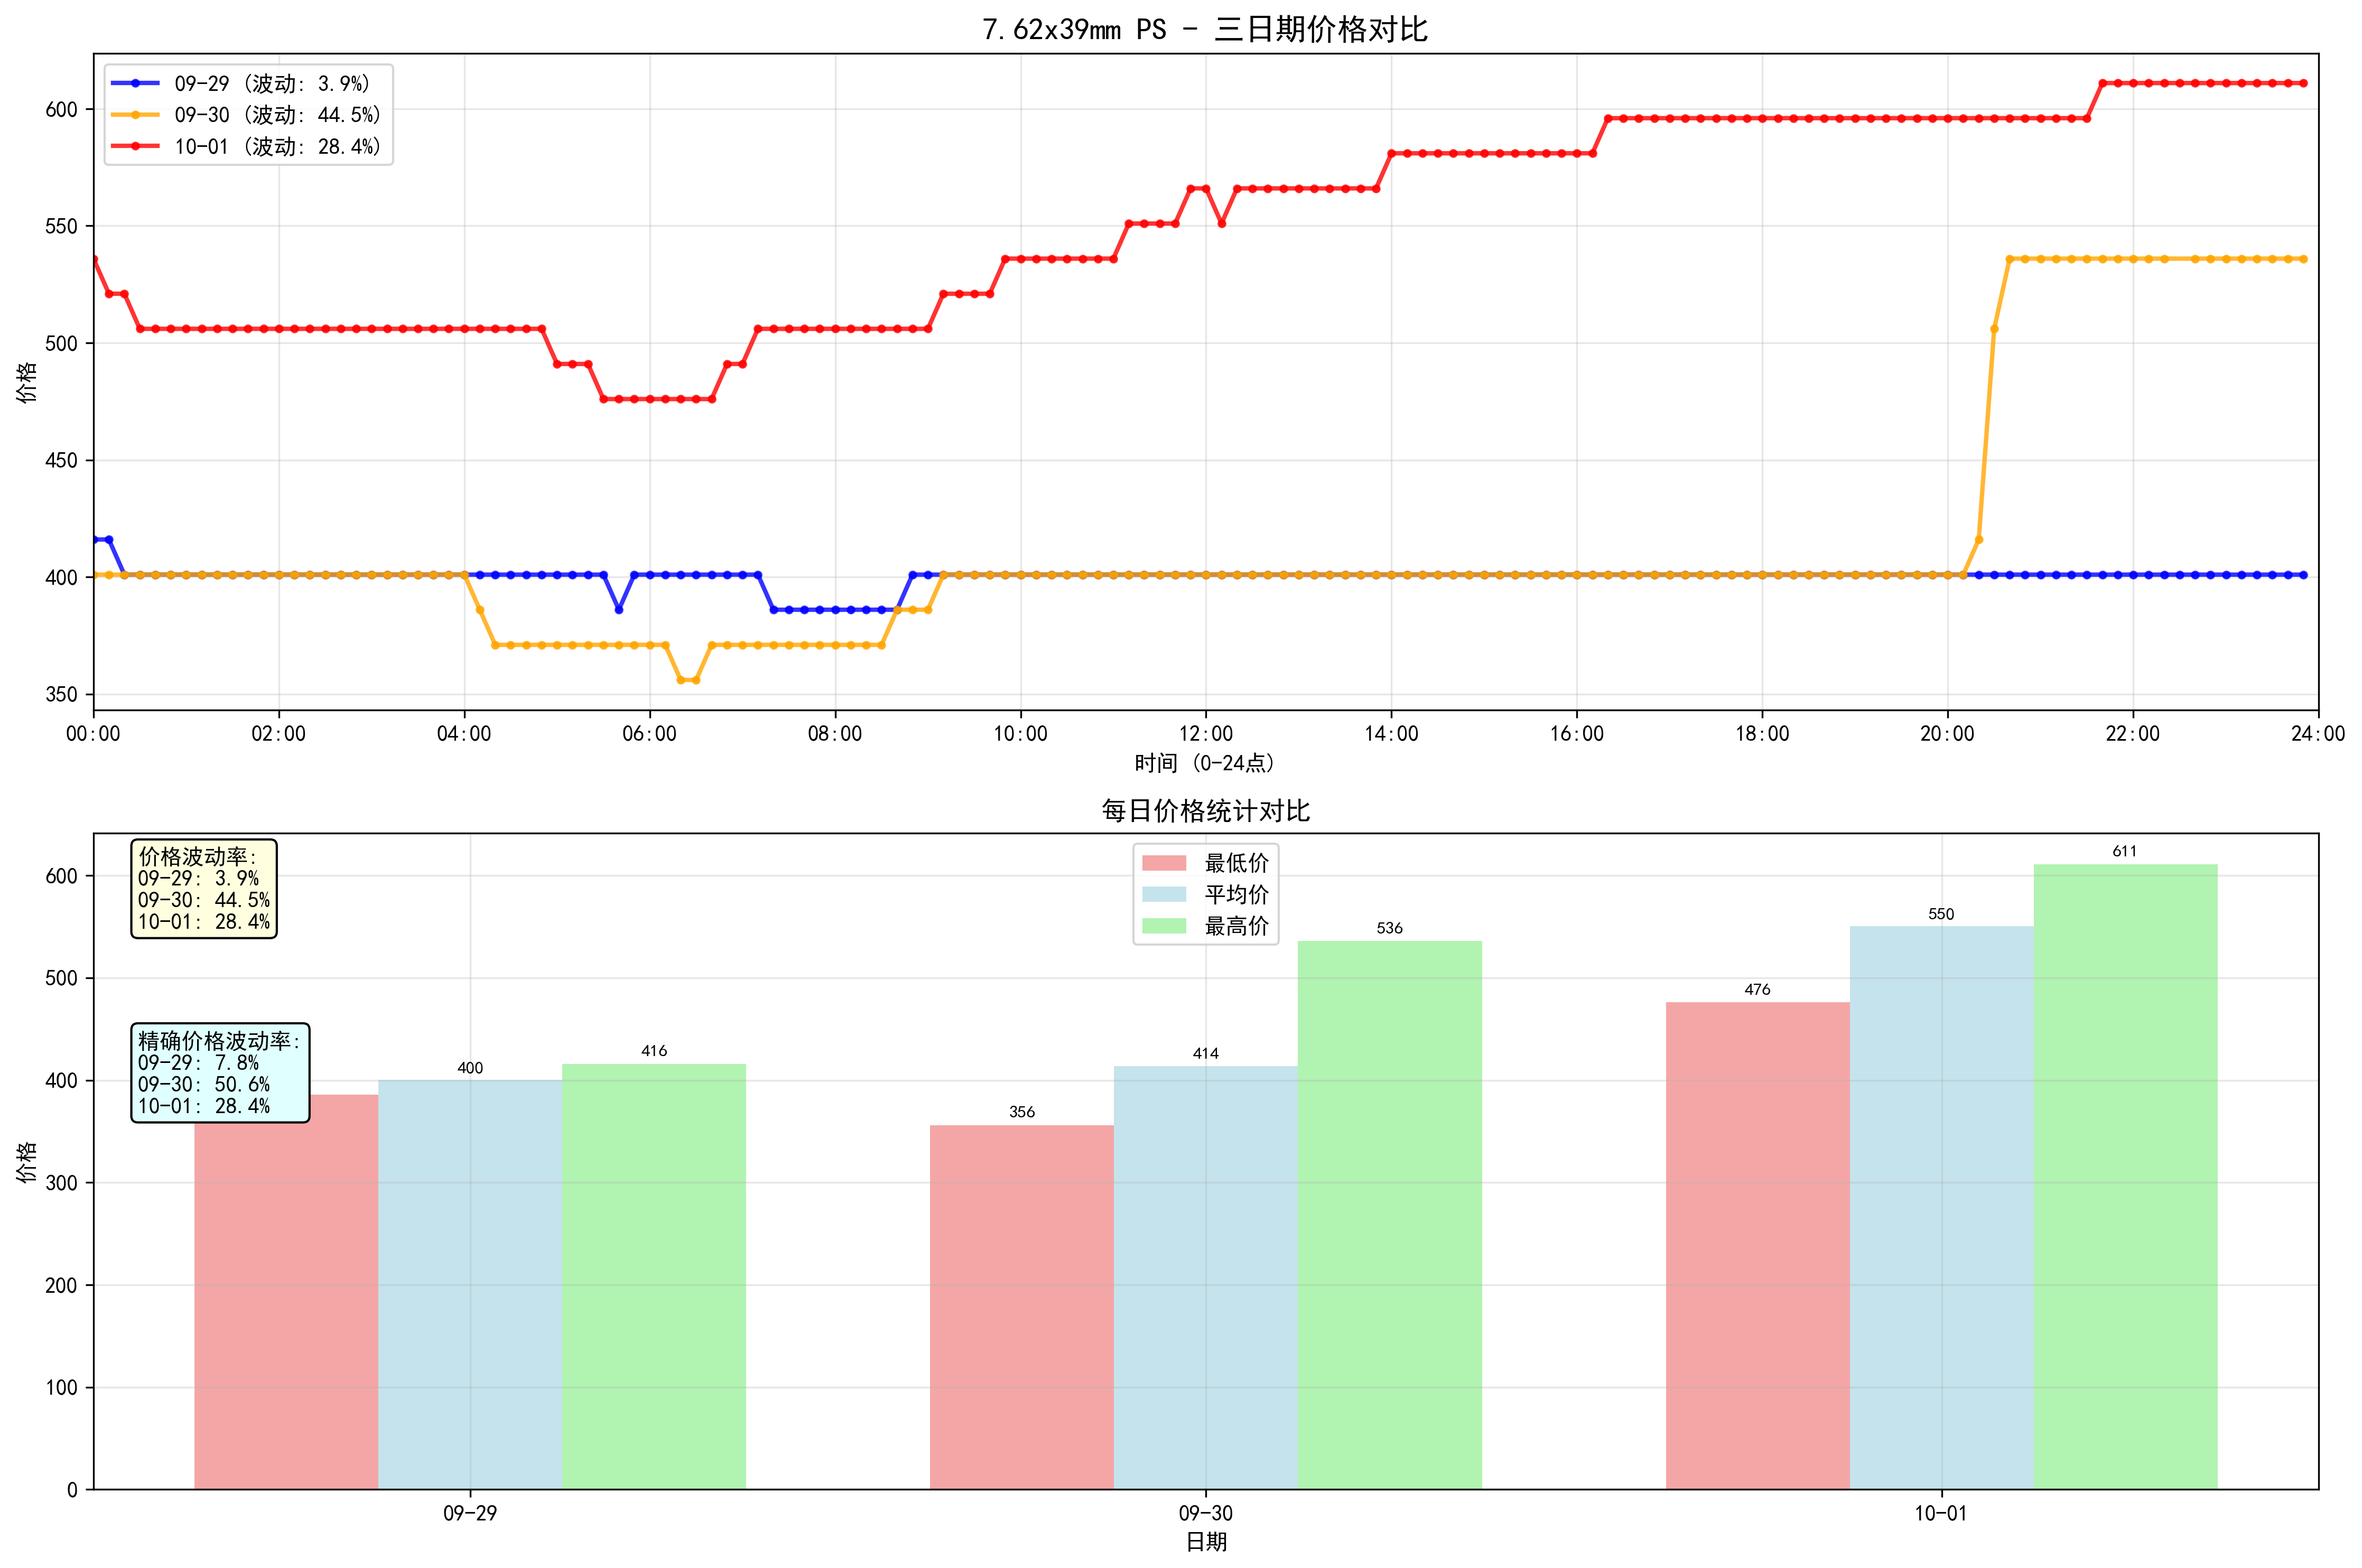 7.62x39mm PS - 三日期价格对比
09-29 (波动: 3.9%)
09-30 (波动: 44.5%)
10-01 (波动: 28.4%)
价格
600
550
500
450
400
350
00:00 02:00 04:00 06:00 08:00 10:00 12:00 14:00 16:00 18:00 20:00 22:00 24:00
时间 (0-24点)
每日价格统计对比
价格波动率:
09-29: 3.9%
09-30: 44.5%
10-01: 28.4%
精确价格波动率:
09-29: 7.8%
09-30: 50.6%
10-01: 28.4%
最低价
平均价
最高价
400
416
356
414
536
476
550
611
价格
600
500
400
300
200
100
0
09-29 09-30 10-01
日期